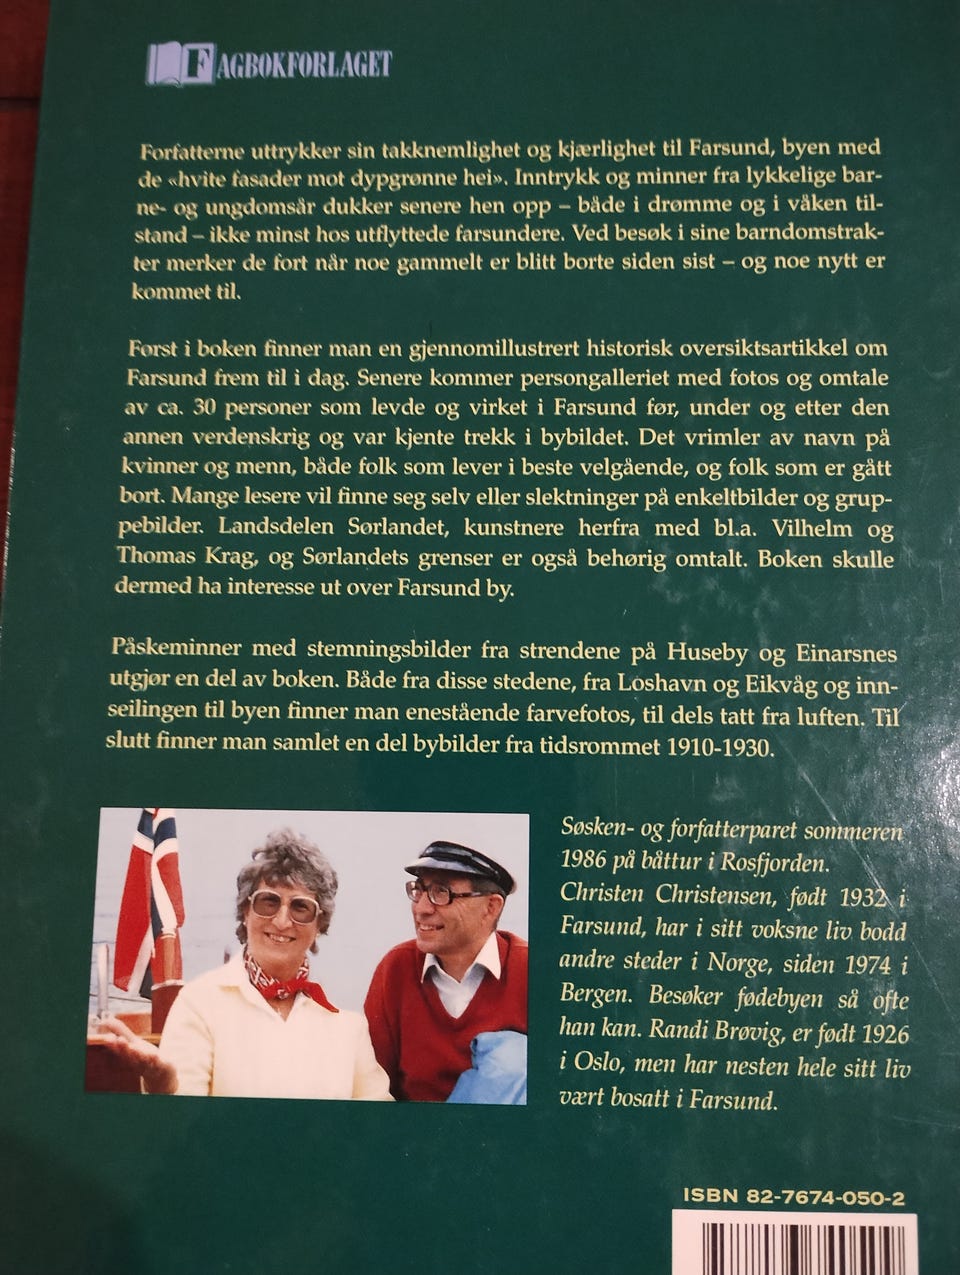 FAGBOKFORLAGET
Forfatterne uttrykker sin takknemlighet og kjærlighet til Farsund, byen med
de «hvite fasader mot dypgrønne hei». Inntrykk og minner fra lykkelige bar-
ne- og ungdomsår dukker senere hen opp – både i drømme og i våken til-
stand – ikke minst hos utflyttede farsundere. Ved besøk i sine barndomstrak-
ter merker de fort når noe gammelt er blitt borte siden sist – og noe nytt er
kommet til.
Først i boken finner man en gjennomillustrert historisk oversiktsartikkel om
Farsund frem til i dag. Senere kommer persongalleriet med fotos og omtale
av ca. 30 personer som levde og virket i Farsund før, under og etter den
annen verdenskrig og var kjente trekk i bybildet. Det vrimler av navn på
kvinner og menn, både folk som lever i beste velgående, og folk som er gått
bort. Mange lesere vil finne seg selv eller slektninger på enkeltbilder og grup-
pebilder. Landsdelen Sørlandet, kunstnere herfra med bl.a. Vilhelm og
Thomas Krag, og Sørlandets grenser er også behørig omtalt. Boken skulle
dermed ha interesse ut over Farsund by.
Påskeminner med stemningsbilder fra strendene på Huseby og Einarsnes
utgjør en del av boken. Både fra disse stedene, fra Loshavn og Eikvåg og inn-
seilingen til byen finner man enestående farvefotos, til dels tatt fra luften. Til
slutt finner man samlet en del bybilder fra tidsrommet 1910-1930.
Søsken- og forfatterparet sommeren
1986 på båttur i Rosfjorden.
Christen Christensen, født 1932 i
Farsund, har i sitt voksne liv bodd
andre steder i Norge, siden 1974 i
Bergen. Besøker fødebyen så ofte
han kan. Randi Brøvig, er født 1926
i Oslo, men har nesten hele sitt liv
vært bosatt i Farsund.
ISBN 82-7674-050-2